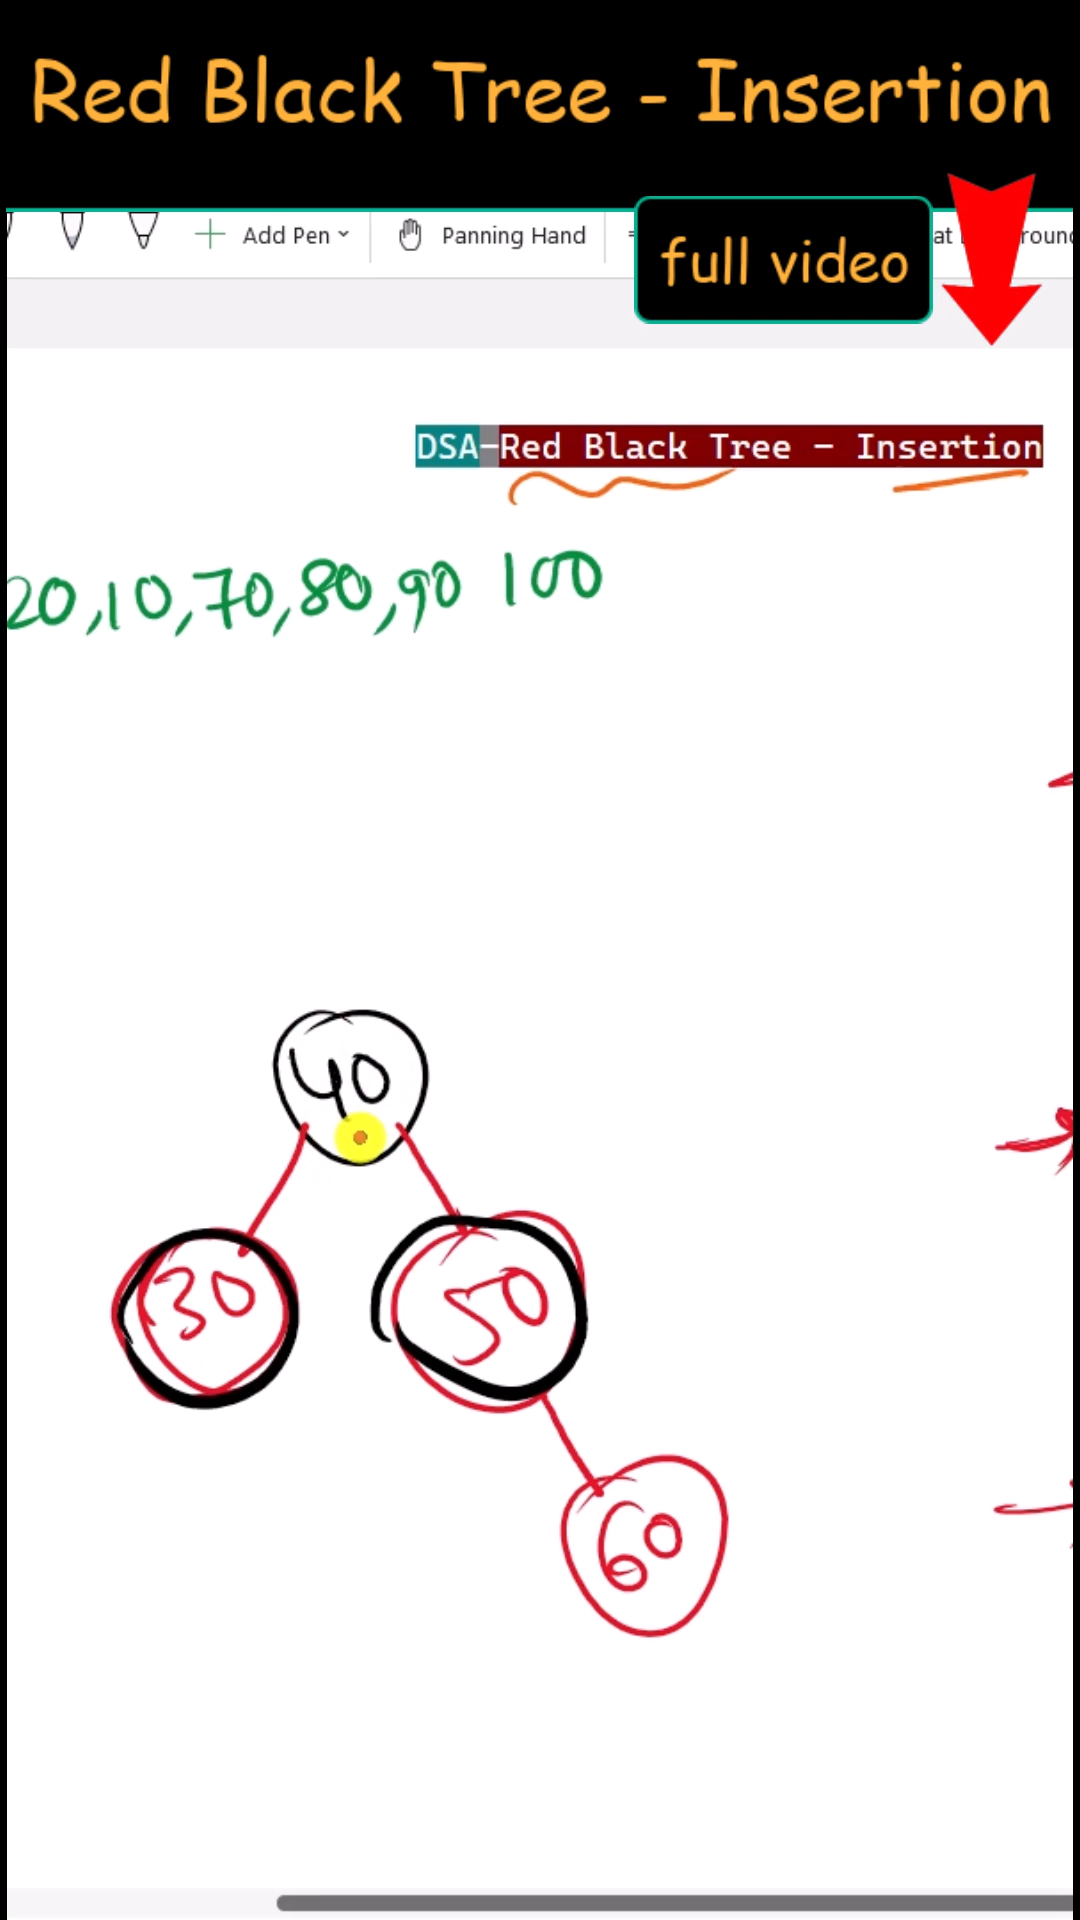 Red Black Tree - Insertion
Add Pen
Panning Hand
full video
DSA-Red Black Tree - Insertion
20,10,70,80,90 100
40
30
50
60